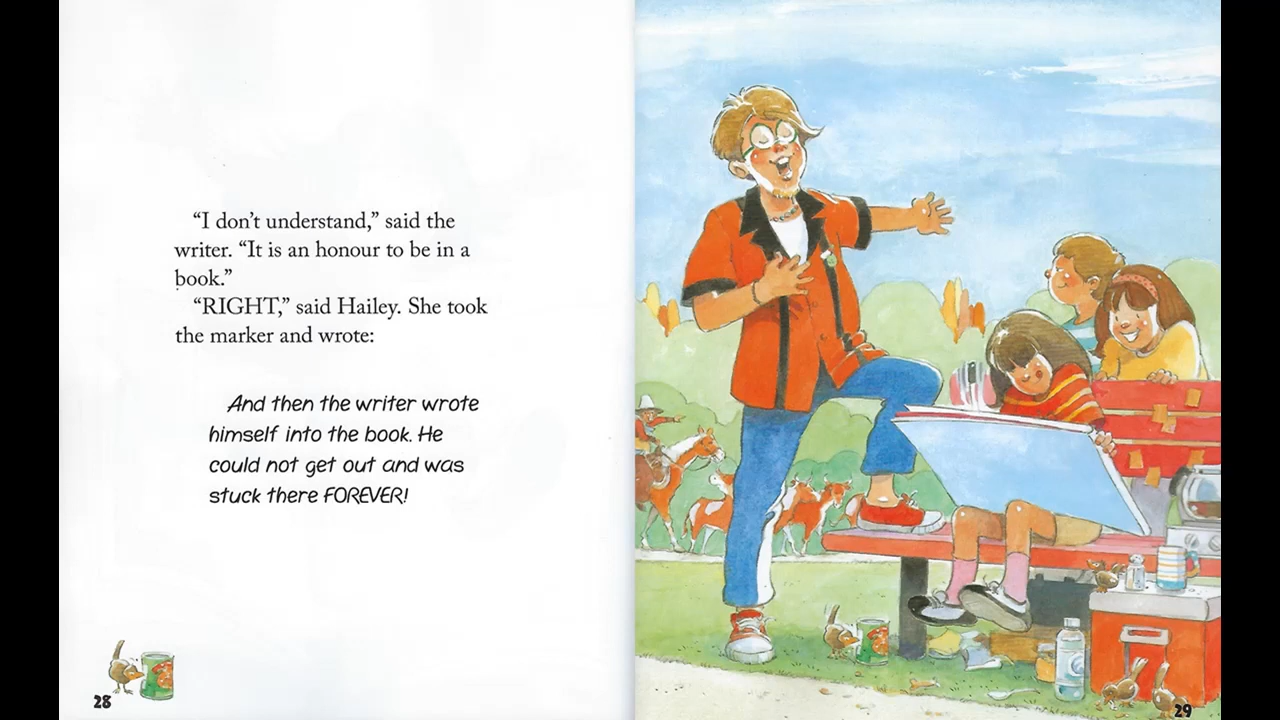 “I don’t understand,” said the
writer. “It is an honour to be in a
book.”
“RIGHT,” said Hailey. She took
the marker and wrote:
And then the writer wrote
himself into the book. He
could not get out and was
stuck there FOREVER!
28
29